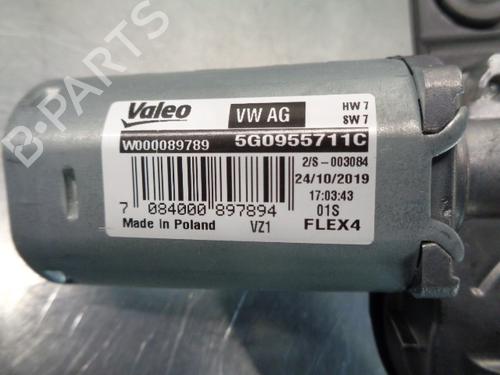 Valeo
VW AG
HW 7
SW 7
W000089789
5G0955711C
2/S - 003084
24/10/2019
17:03:43
7 084000 897894
01S
Made in Poland
VZ1
FLEX4